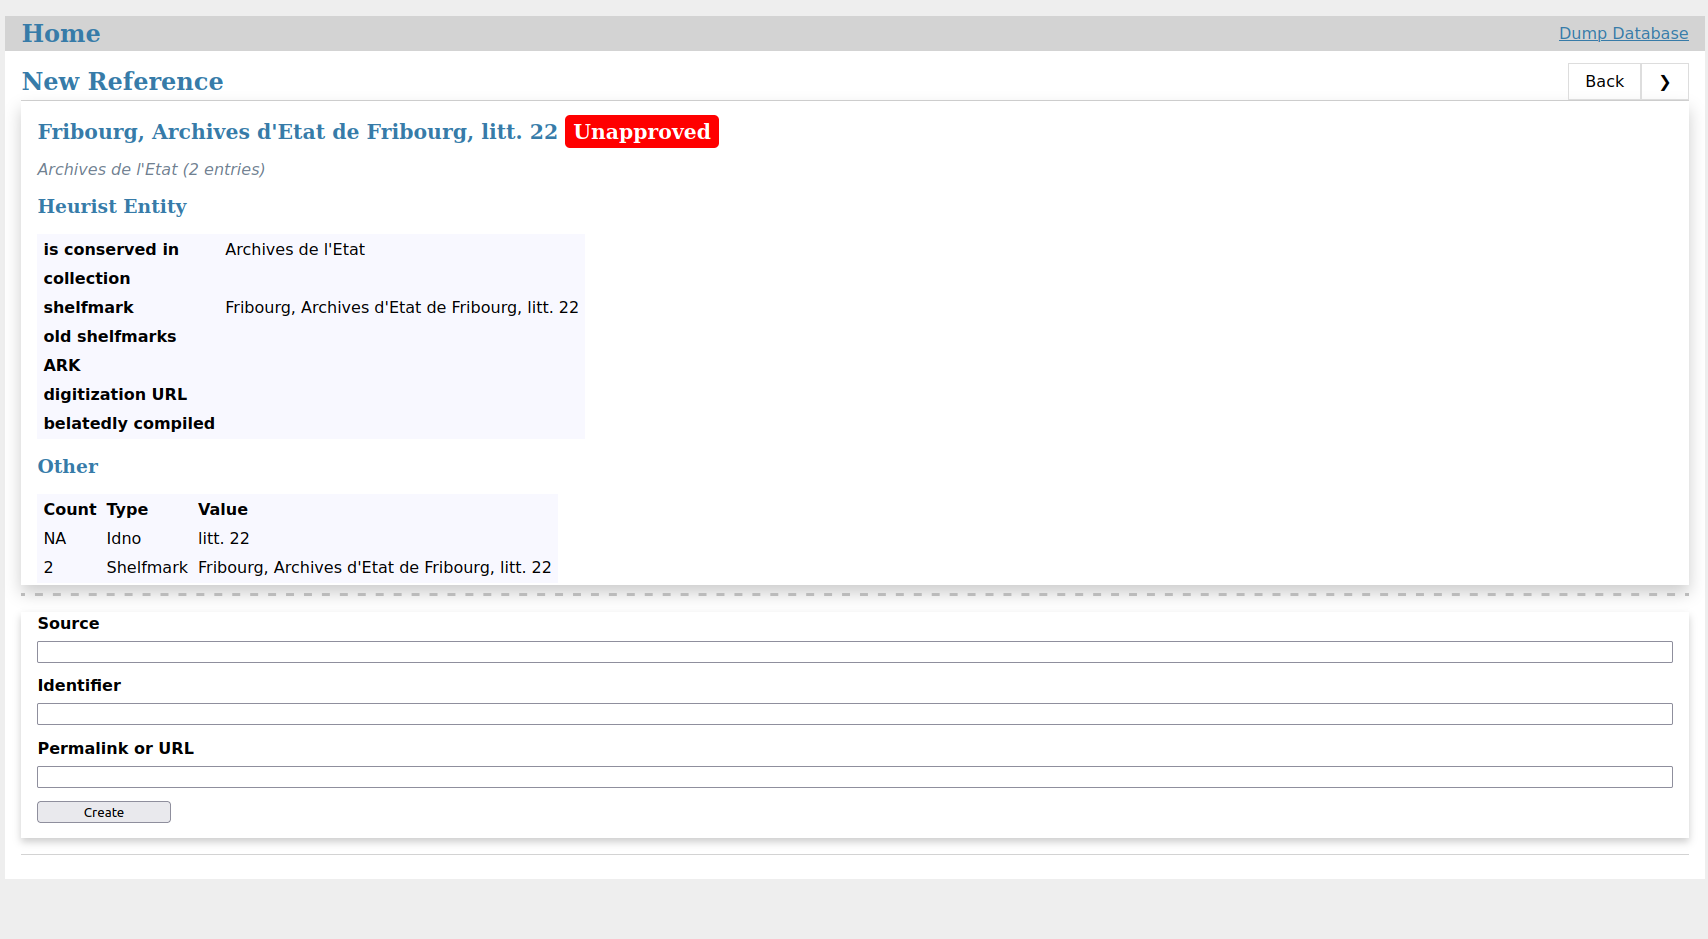 Home
Dump Database
New Reference
Back ❯
Fribourg, Archives d'Etat de Fribourg, litt. 22 Unapproved
Archives de l'Etat (2 entries)
Heurist Entity
is conserved in Archives de l'Etat
collection
shelfmark Fribourg, Archives d'Etat de Fribourg, litt. 22
old shelfmarks
ARK
digitization URL
belatedly compiled
Other
Count Type Value
NA Idno litt. 22
2 Shelfmark Fribourg, Archives d'Etat de Fribourg, litt. 22
Source
Identifier
Permalink or URL
Create